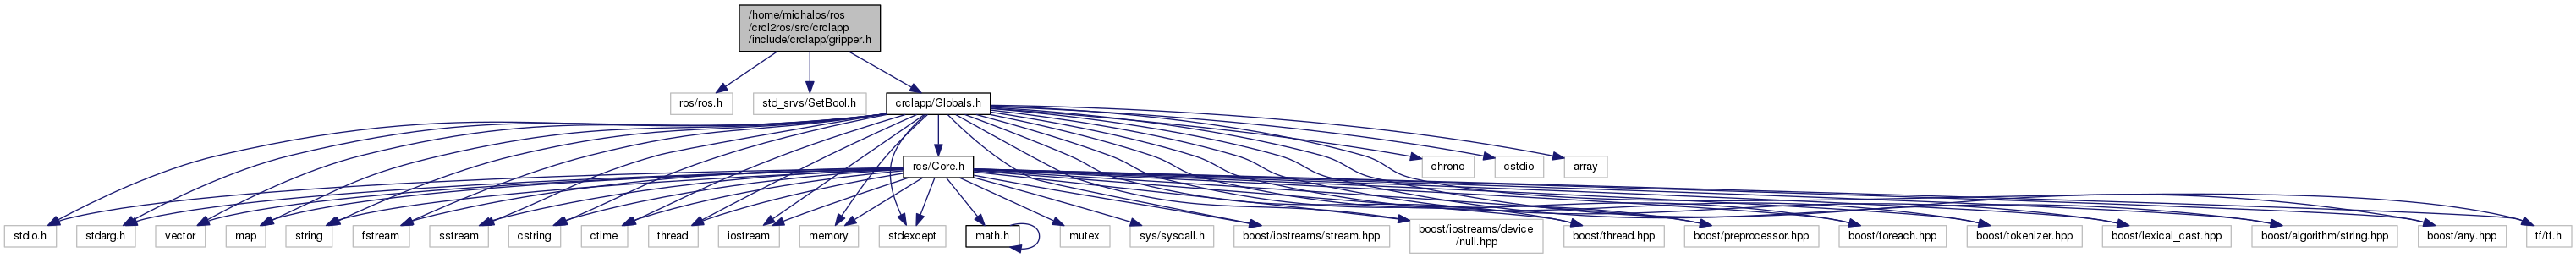 /home/michalos/ros
/crcl2ros/src/crclapp
/include/crclapp/gripper.h
ros/ros.h
std_srvs/SetBool.h
crclapp/Globals.h
rcs/Core.h
chrono
cstdio
array
stdio.h
stdarg.h
vector
map
string
fstream
sstream
cstring
ctime
thread
iostream
memory
stdexcept
math.h
mutex
sys/syscall.h
boost/iostreams/stream.hpp
boost/iostreams/device
/null.hpp
boost/thread.hpp
boost/preprocessor.hpp
boost/foreach.hpp
boost/tokenizer.hpp
boost/lexical_cast.hpp
boost/algorithm/string.hpp
boost/any.hpp
tf/tf.h